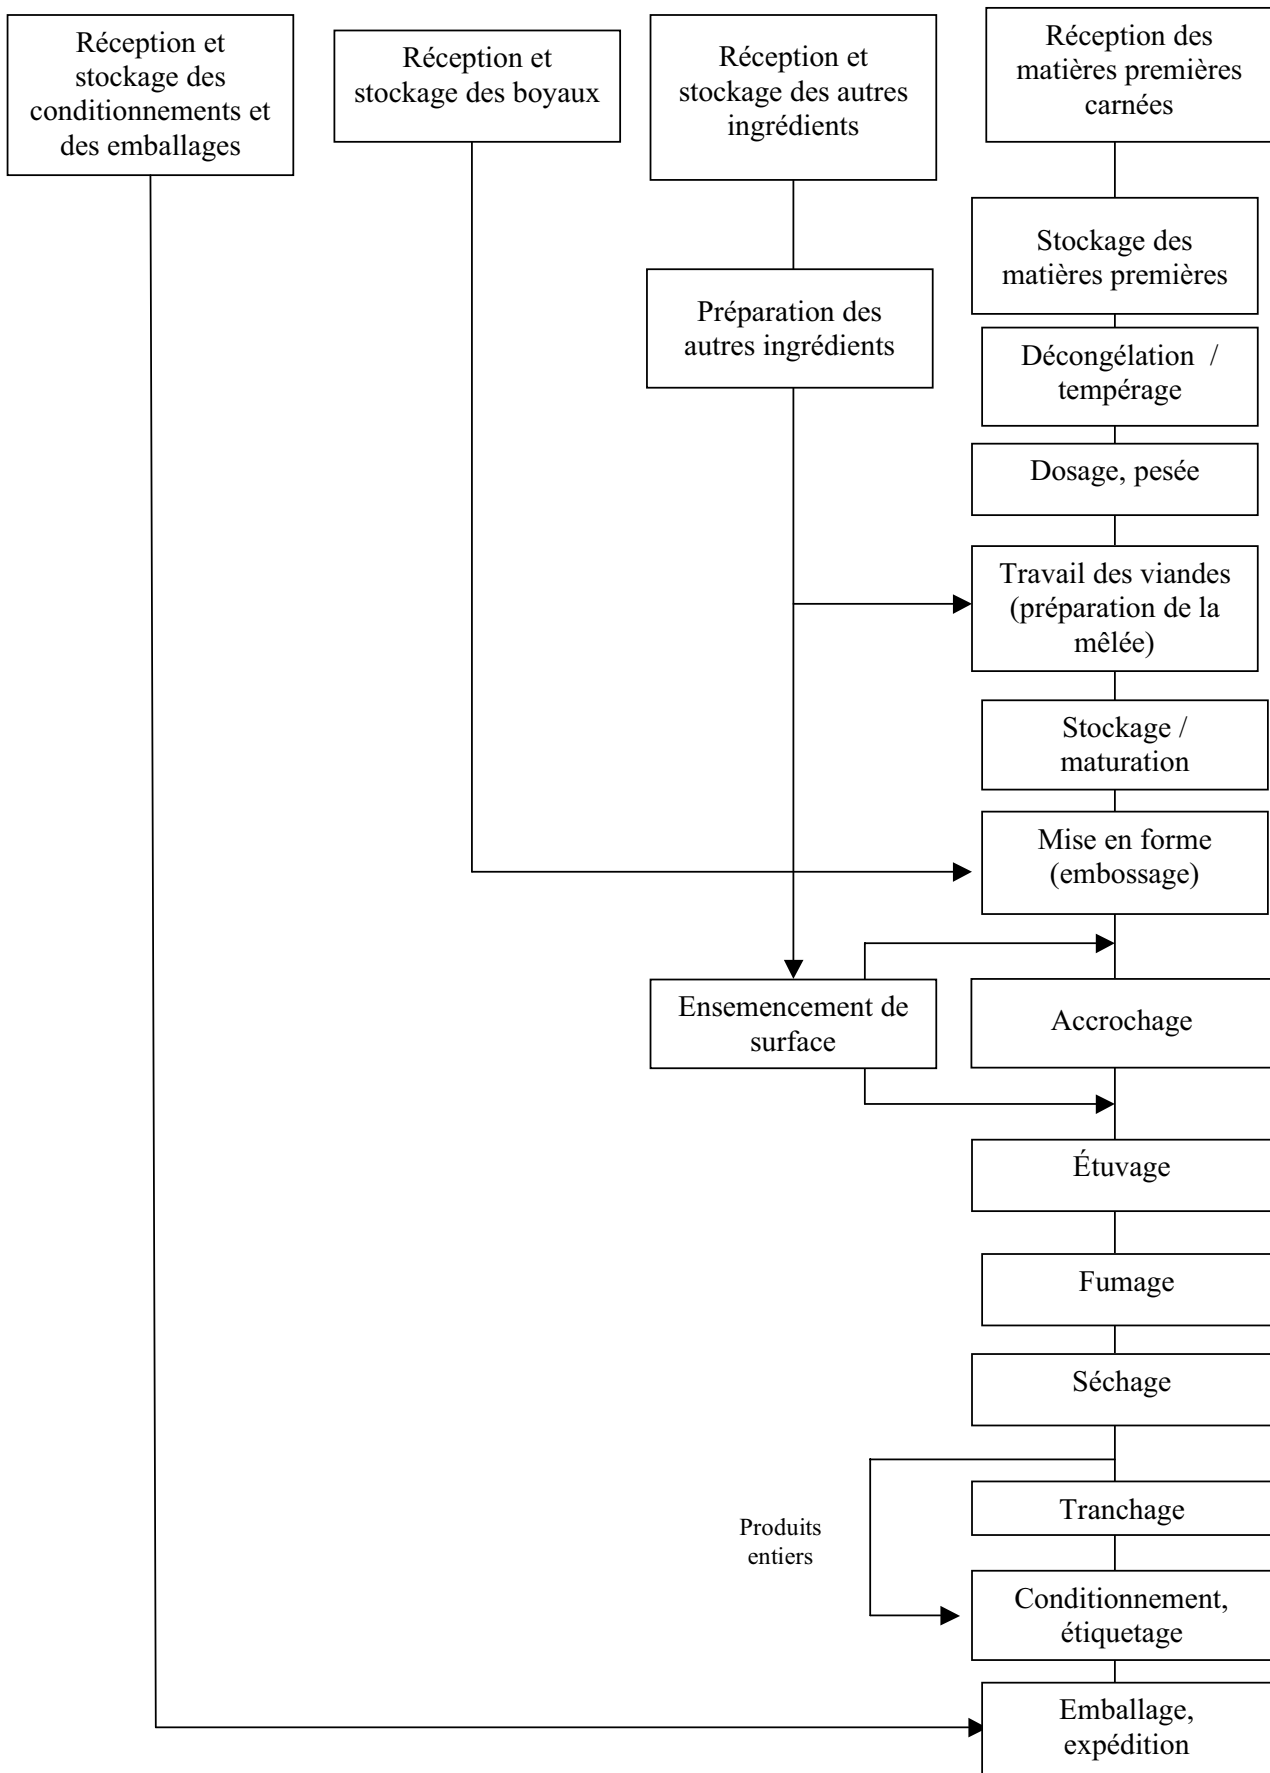 Réception et
stockage des
conditionnements et
des emballages
Réception et
stockage des boyaux
Réception et
stockage des autres
ingrédients
Réception des
matières premières
carnées
Stockage des
matières premières
Préparation des
autres ingrédients
Décongélation /
tempérage
Dosage, pesée
Travail des viandes
(préparation de la
mêlée)
Stockage /
maturation
Mise en forme
(embossage)
Ensemencement de
surface
Accrochage
Étuvage
Fumage
Séchage
Tranchage
Produits
entiers
Conditionnement,
étiquetage
Emballage,
expédition